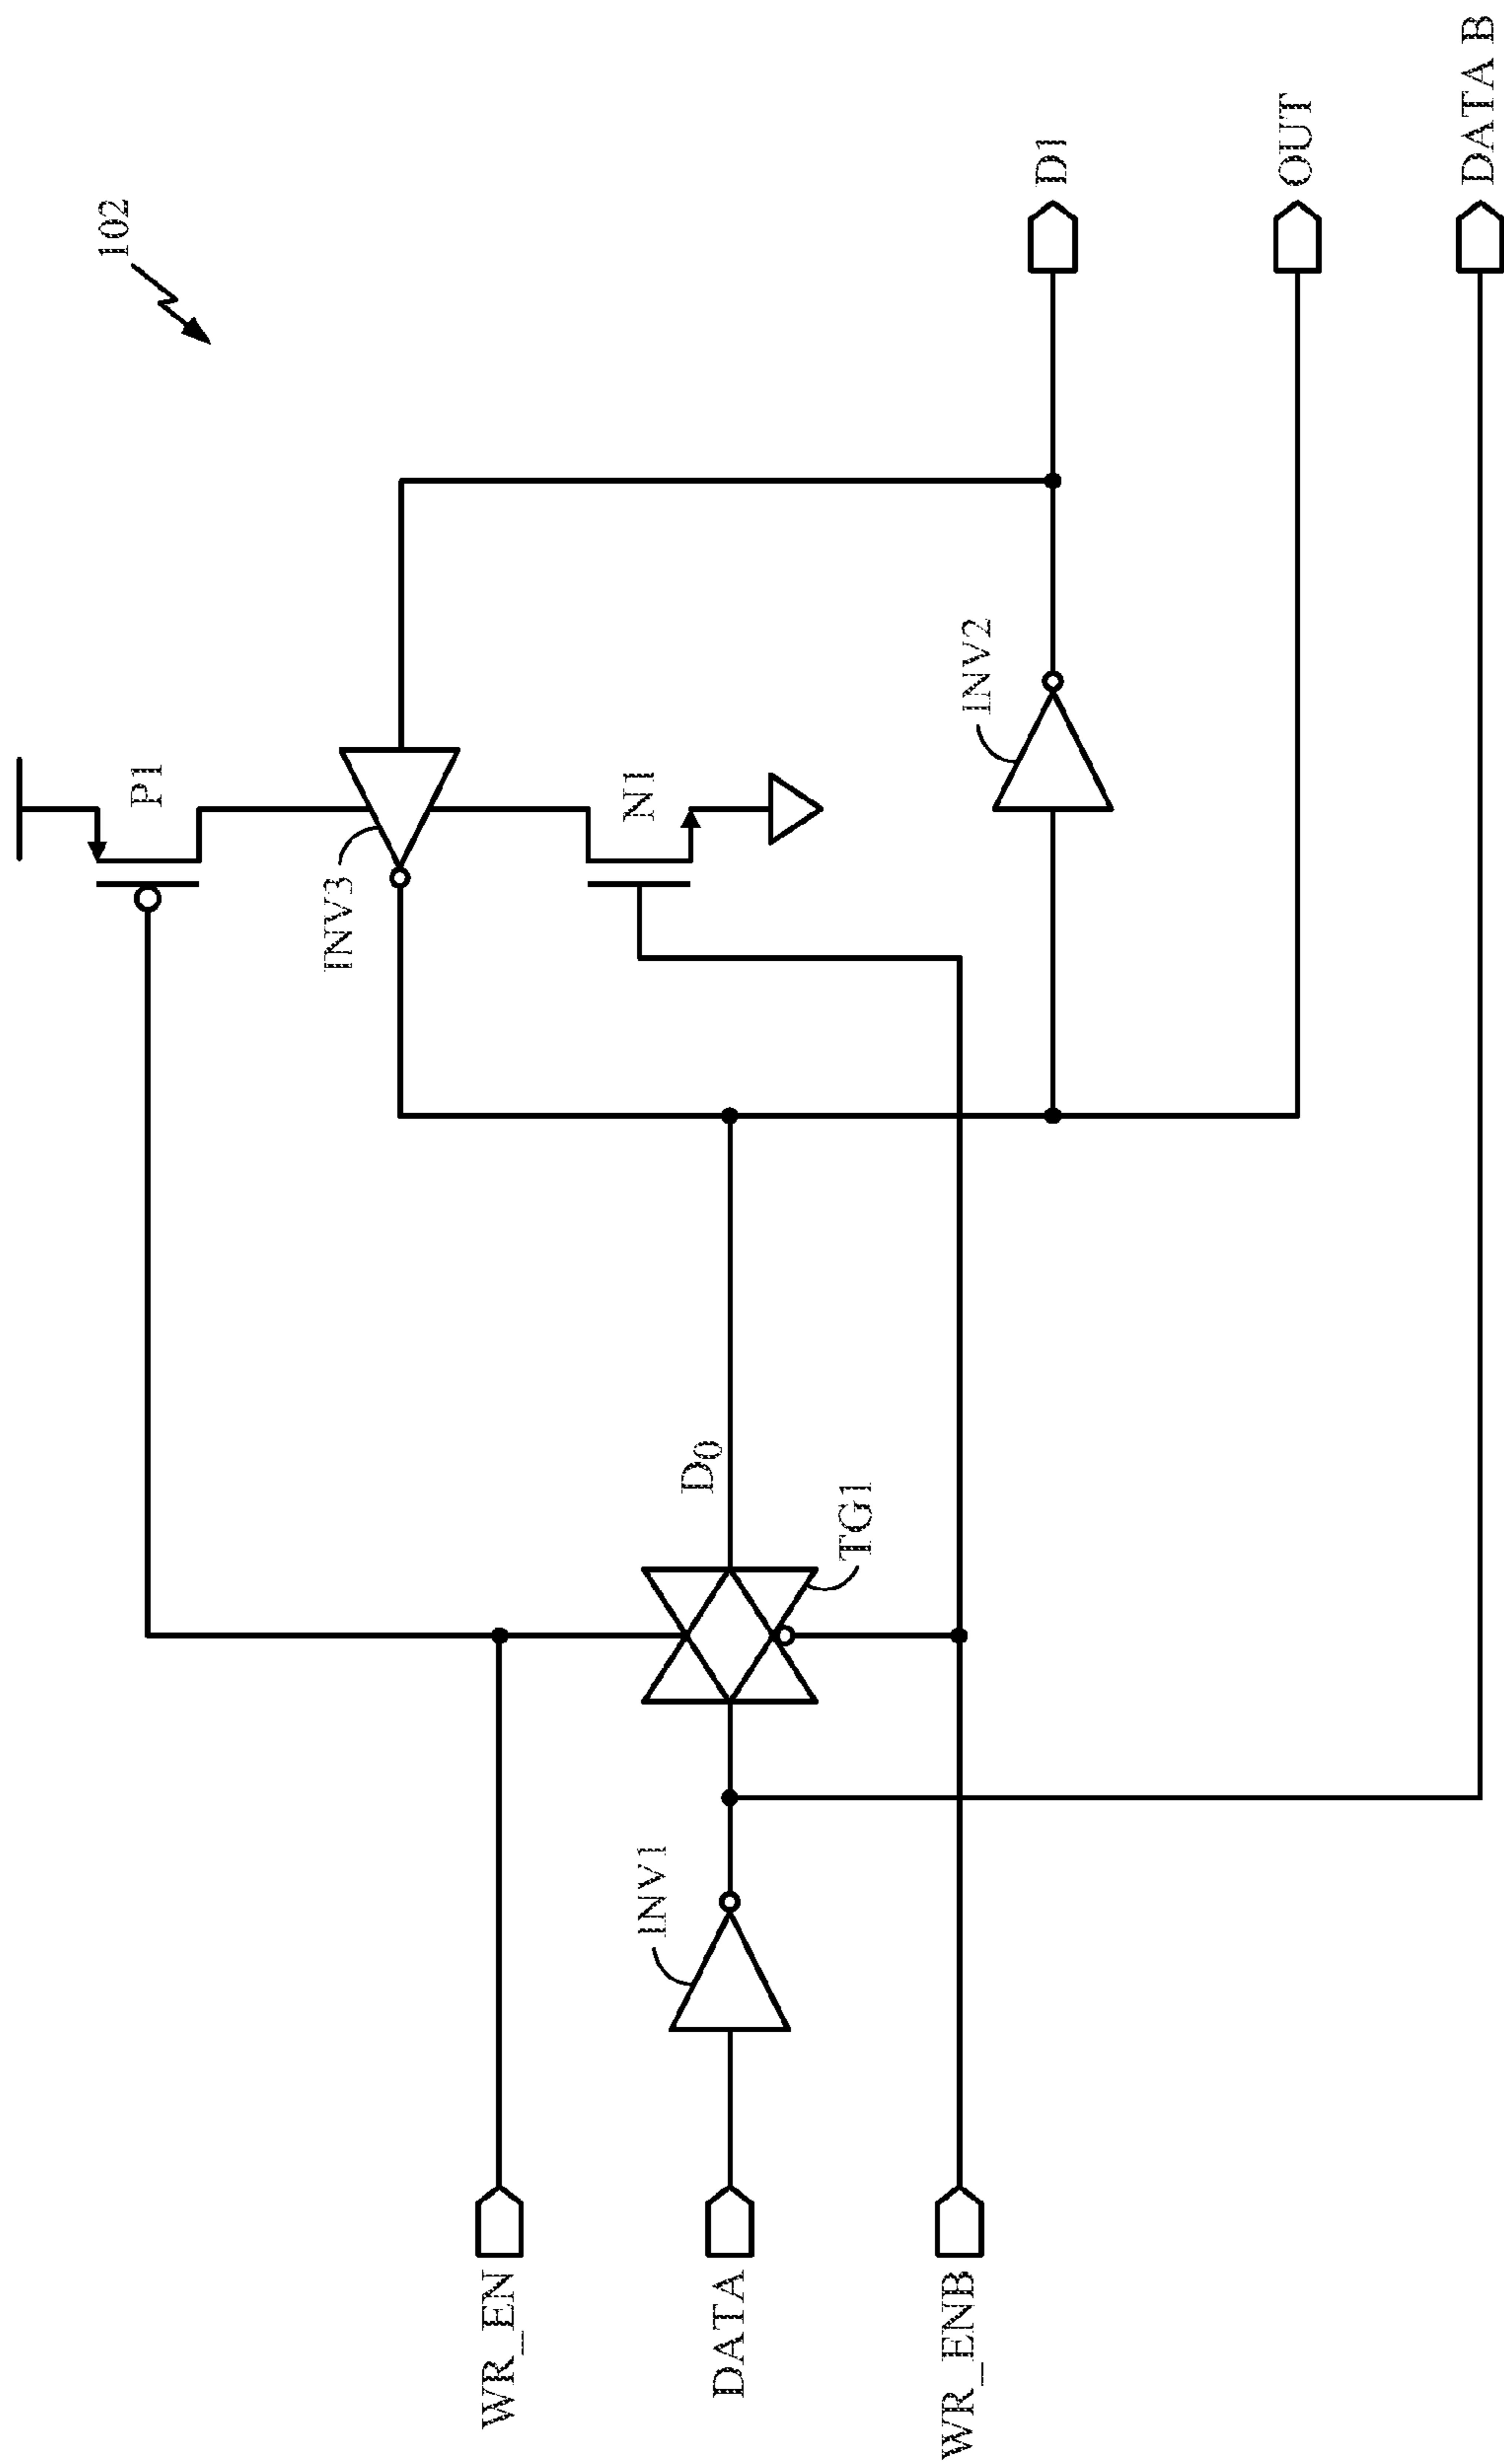 102
P1
INV3
N1
INV2
D1
OUT
DATA B
WR_EN
INV1
D0
TG1
DATA
WR_ENB